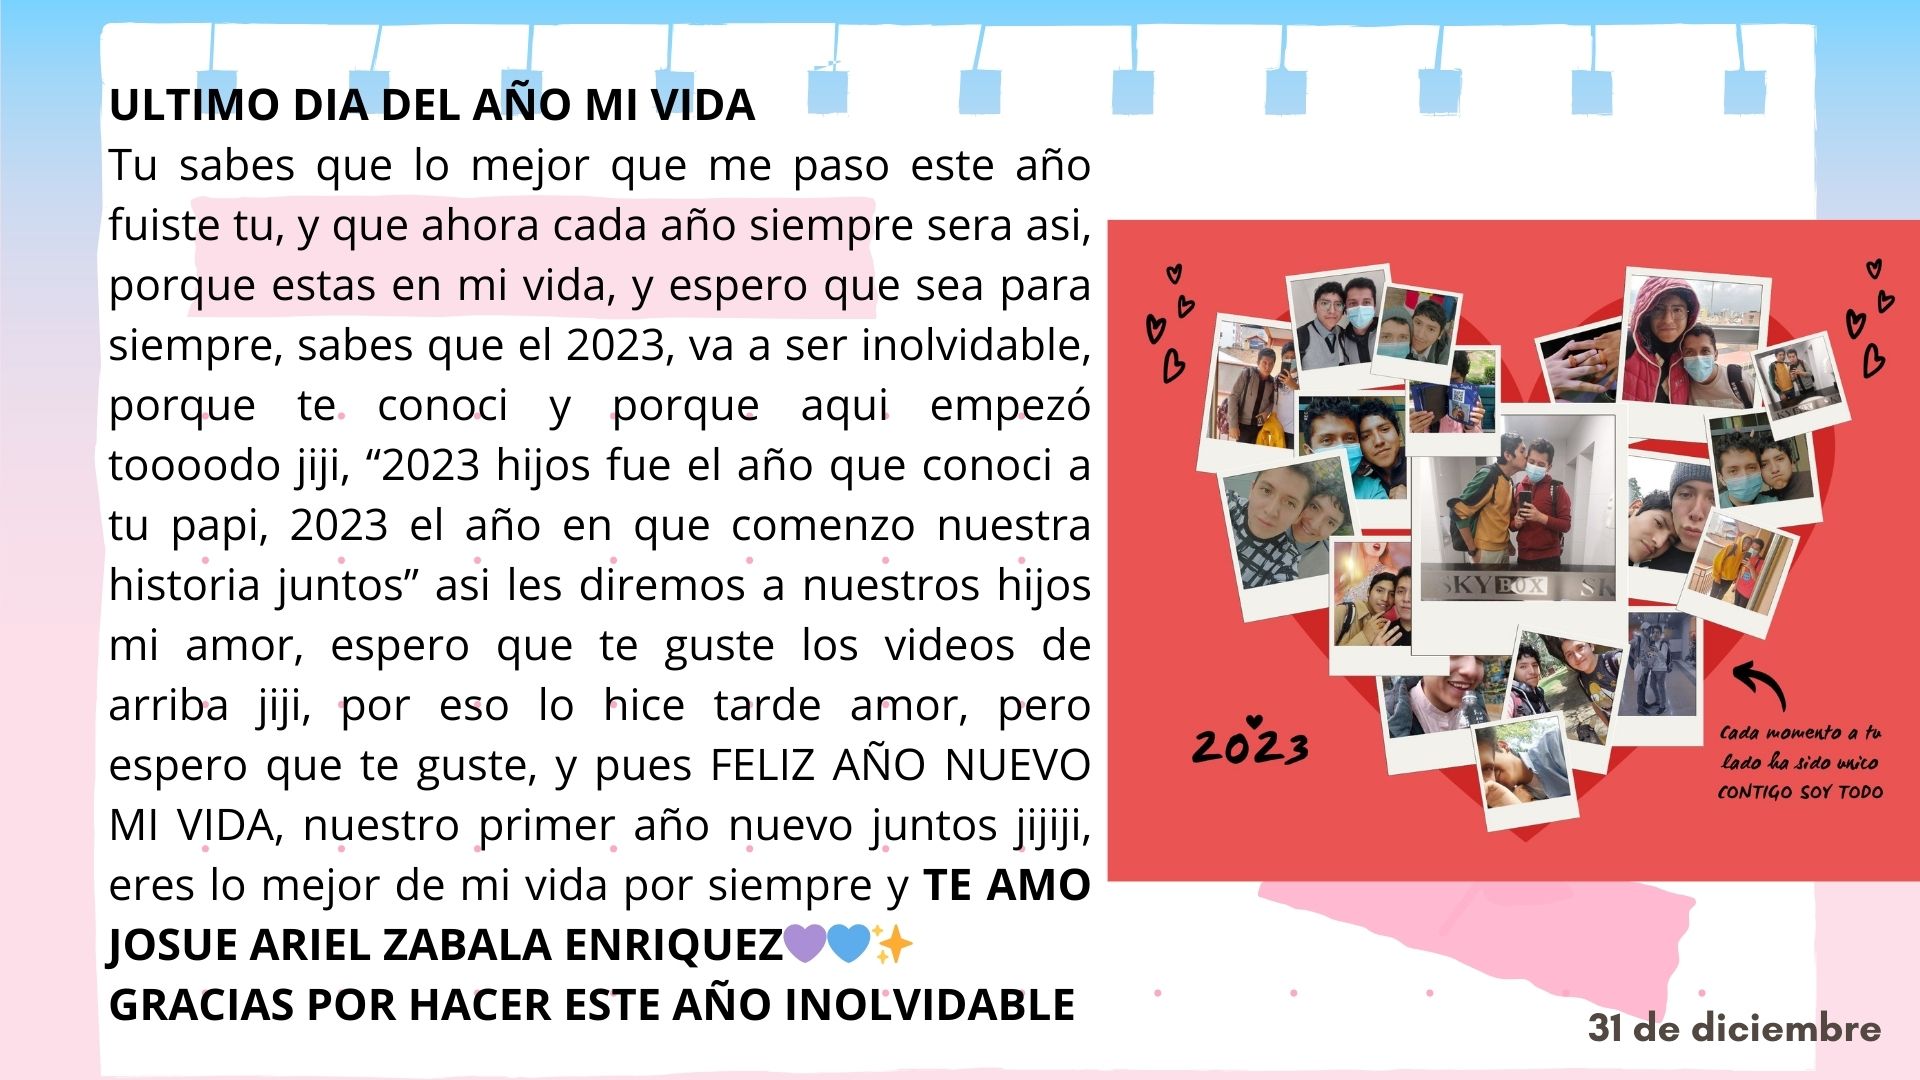 ULTIMO DIA DEL AÑO MI VIDA
Tu sabes que lo mejor que me paso este año
fuiste tu, y que ahora cada año siempre sera asi,
porque estas en mi vida, y espero que sea para
siempre, sabes que el 2023, va a ser inolvidable,
porque te conoci y porque aqui empezó
toooodo jiji, “2023 hijos fue el año que conoci a
tu papi, 2023 el año en que comenzo nuestra
historia juntos” asi les diremos a nuestros hijos
mi amor, espero que te guste los videos de
arriba jiji, por eso lo hice tarde amor, pero
espero que te guste, y pues FELIZ AÑO NUEVO
MI VIDA, nuestro primer año nuevo juntos jijiji,
eres lo mejor de mi vida por siempre y TE AMO
JOSUE ARIEL ZABALA ENRIQUEZ💜💙✨
GRACIAS POR HACER ESTE AÑO INOLVIDABLE
SKYBOX SK
2023
Cada momento a tu
lado ha sido unico
CONTIGO SOY TODO
31 de diciembre